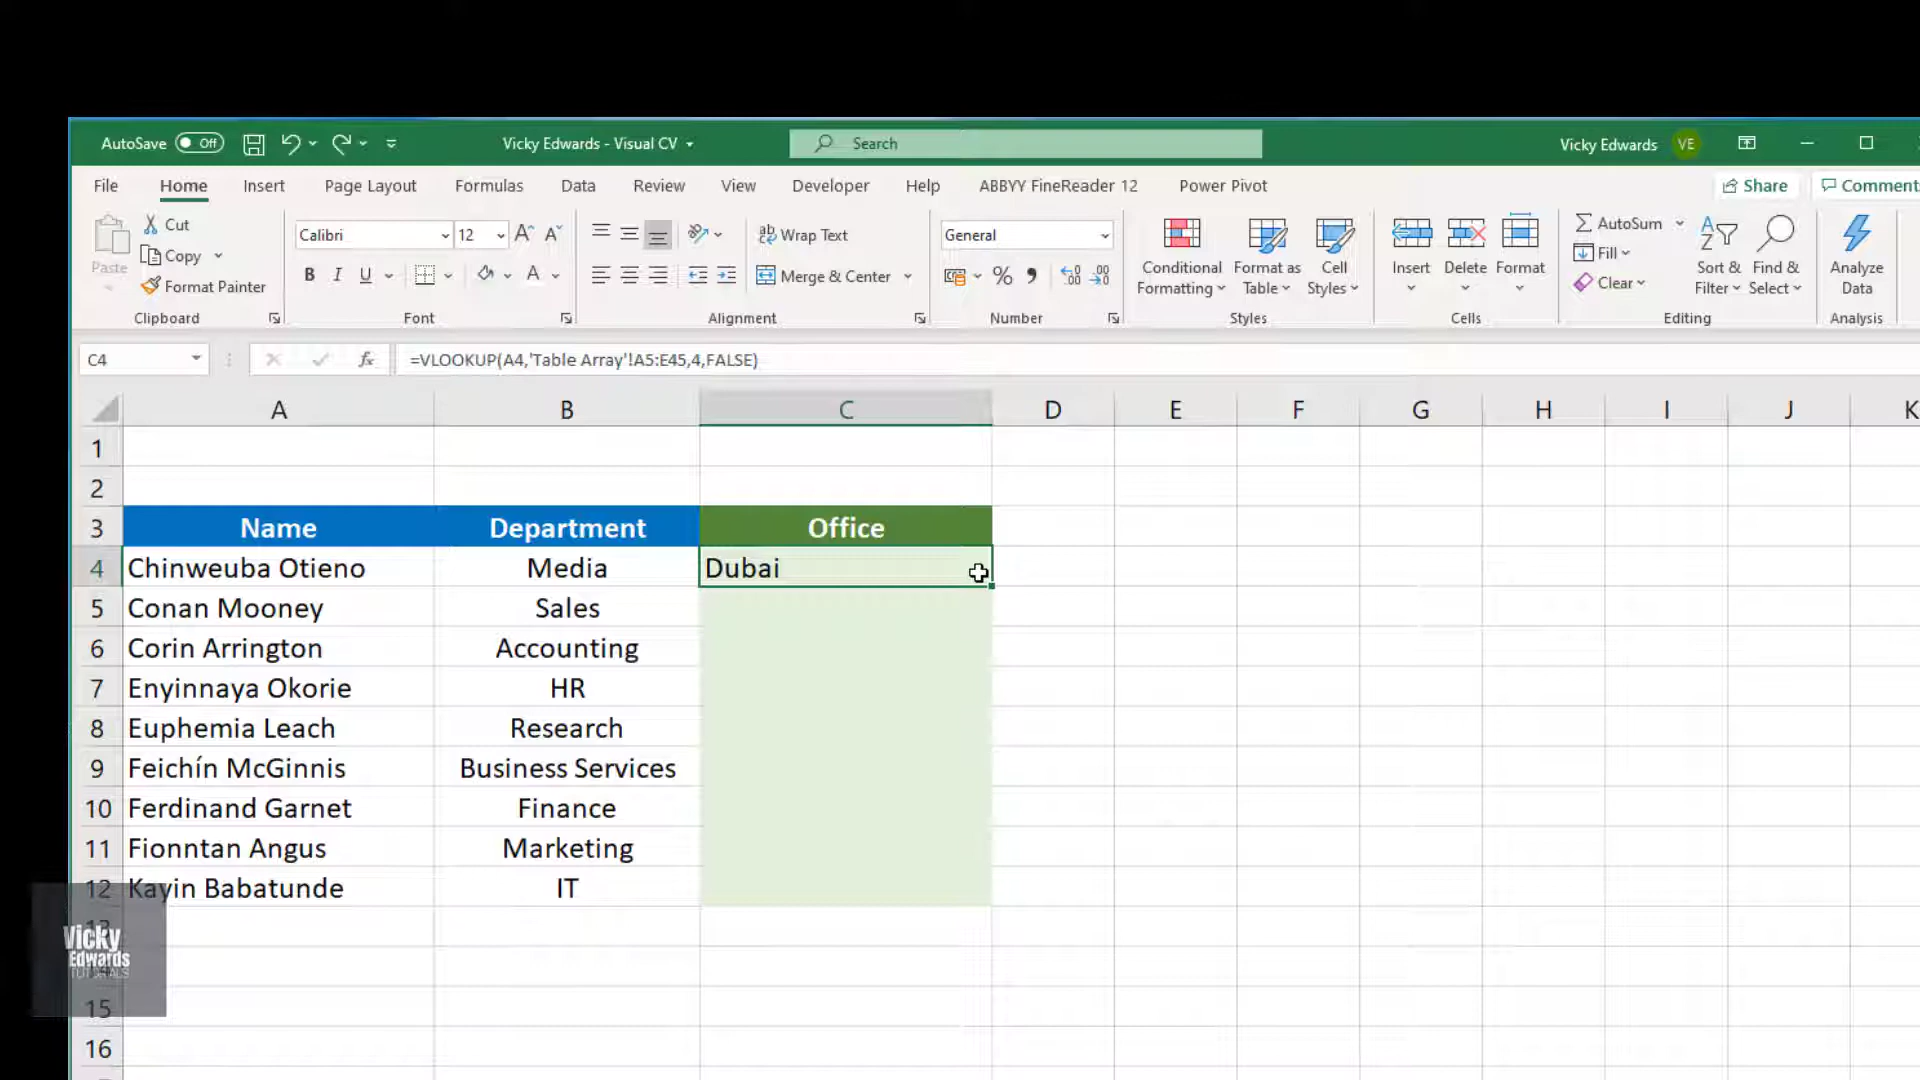 AutoSave Off Vicky Edwards - Visual CV Search Vicky Edwards VE
File Home Insert Page Layout Formulas Data Review View Developer Help ABBYY FineReader 12 Power Pivot Share Comment
Cut
Copy
Paste
Format Painter
Clipboard
Calibri 12
B I U
Font
Wrap Text
Merge & Center
Alignment
General
%
Number
Conditional Formatting
Format as Table
Cell Styles
Styles
Insert Delete Format
Cells
AutoSum
Fill
Clear
Sort & Filter
Find & Select
Editing
Analyze Data
Analysis
C4 fx =VLOOKUP(A4,'Table Array'!A5:E45,4,FALSE)
A B C D E F G H I J K
1
2
3 Name Department Office
4 Chinweuba Otieno Media Dubai
5 Conan Mooney Sales
6 Corin Arrington Accounting
7 Enyinnaya Okorie HR
8 Euphemia Leach Research
9 Feichín McGinnis Business Services
10 Ferdinand Garnet Finance
11 Fionntan Angus Marketing
12 Kayin Babatunde IT
13
14
15
16
Vicky
Edwards
TUTORIALS